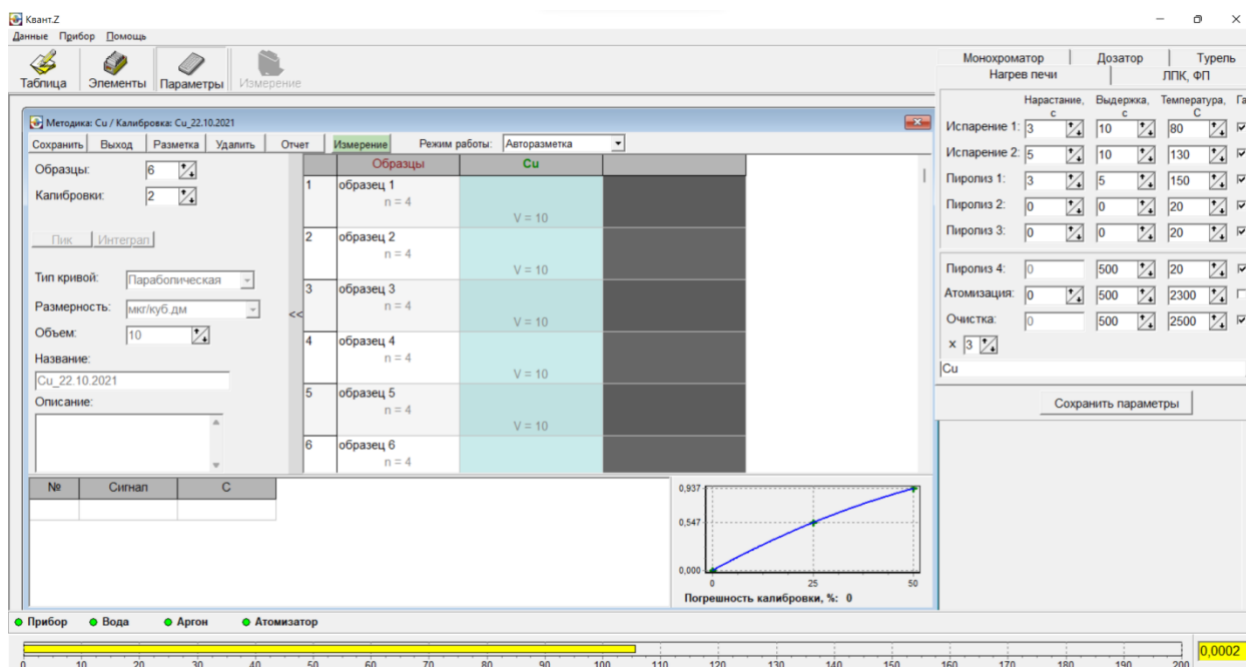 Квант.Z
Данные Прибор Помощь
Таблица Элементы Параметры Измерение
Монохроматор Дозатор Турель
Нагрев печи ЛПК, ФП
Нарастание, с Выдержка, с Температура, С
Испарение 1: 3 10 80
Испарение 2: 5 10 130
Пиролиз 1: 3 5 150
Пиролиз 2: 0 0 20
Пиролиз 3: 0 0 20
Пиролиз 4: 0 500 20
Атомизация: 0 500 2300
Очистка: 0 500 2500
x 3
Cu
Сохранить параметры
Методика: Cu / Калибровка: Cu_22.10.2021
Сохранить Выход Разметка Удалить Отчет Измерение Режим работы: Авторазметка
Образцы: 6
Калибровки: 2
Пик Интеграл
Тип кривой: Параболическая
Размерность: мкг/куб.дм
Объем: 10
Название:
Cu_22.10.2021
Описание:
<<
Образцы Cu
1 образец 1
n = 4
V = 10
2 образец 2
n = 4
V = 10
3 образец 3
n = 4
V = 10
4 образец 4
n = 4
V = 10
5 образец 5
n = 4
V = 10
6 образец 6
n = 4
№ Сигнал C
0,937
0,547
0,000
0 25 50
Погрешность калибровки, %: 0
Прибор Вода Аргон Атомизатор
0,0002
0 10 20 30 40 50 60 70 80 90 100 110 120 130 140 150 160 170 180 190 200